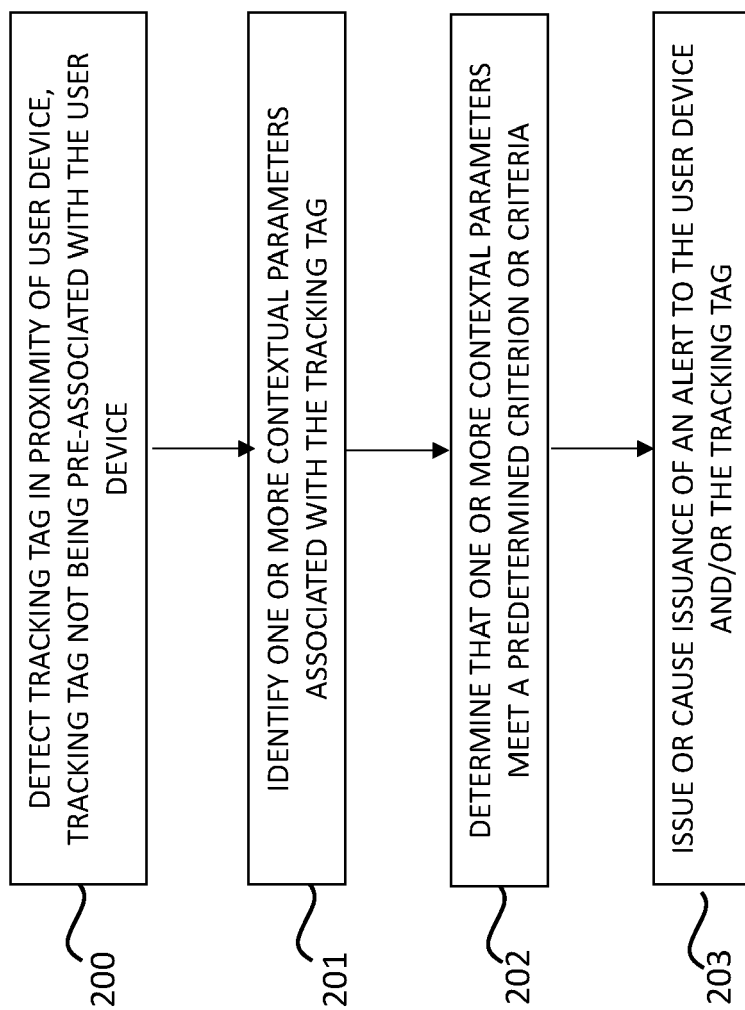 DETECT TRACKING TAG IN PROXIMITY OF USER DEVICE,
TRACKING TAG NOT BEING PRE-ASSOCIATED WITH THE USER
DEVICE
200
IDENTIFY ONE OR MORE CONTEXTUAL PARAMETERS
ASSOCIATED WITH THE TRACKING TAG
201
DETERMINE THAT ONE OR MORE CONTEXTAL PARAMETERS
MEET A PREDETERMINED CRITERION OR CRITERIA
202
ISSUE OR CAUSE ISSUANCE OF AN ALERT TO THE USER DEVICE
AND/OR THE TRACKING TAG
203